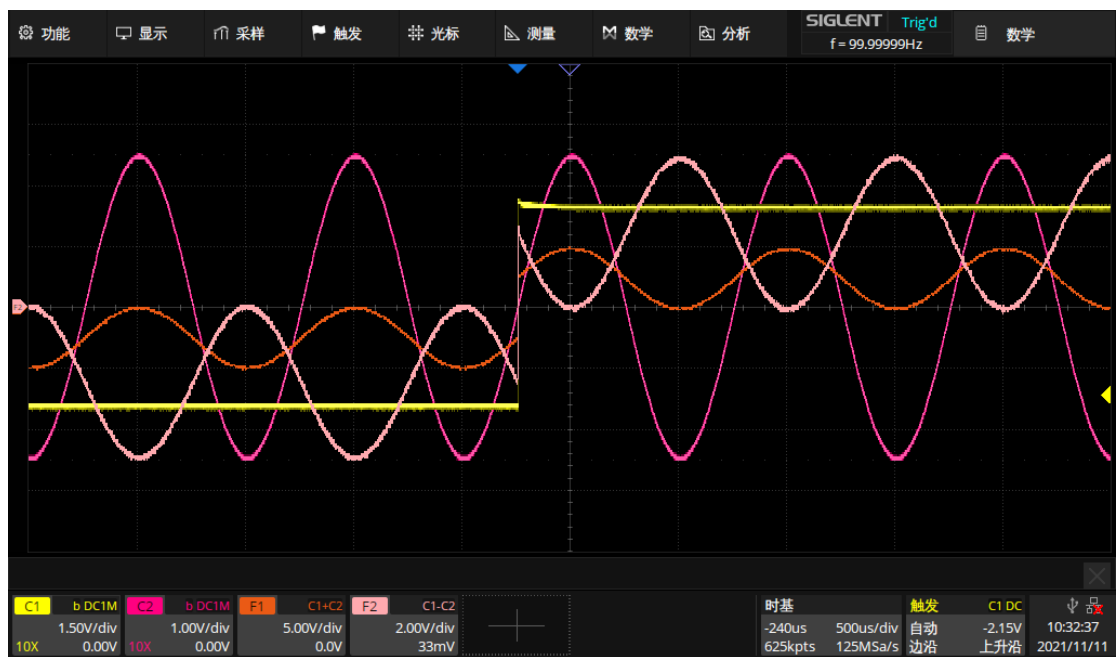 功能 显示 采样 触发 光标 测量 数学 分析 SIGLENT Trig'd 数学
f = 99.99999Hz
F2
C1 b DC1M C2 b DC1M F1 C1+C2 F2 C1-C2 时基 触发 C1 DC
1.50V/div 1.00V/div 5.00V/div 2.00V/div -240us 500us/div 自动 -2.15V 10:32:37
10X 0.00V 10X 0.00V 0.0V 33mV 625kpts 125MSa/s 边沿 上升沿 2021/11/11